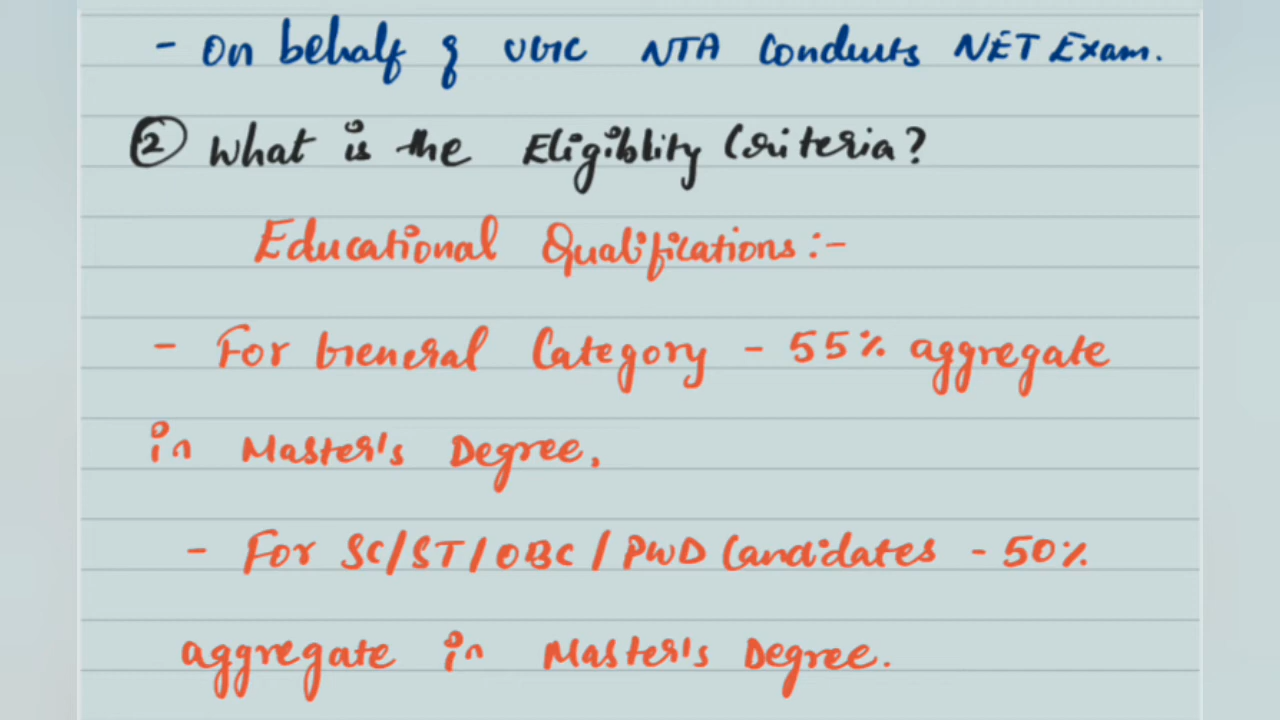 - On behalf of UGC NTA Conducts NET Exam.
② What is the Eligiblity Criteria?
Educational Qualifications :-
- For General Category - 55% aggregate
in Master's Degree.
- For SC/ST/OBC/PWD Candidates - 50%
aggregate in Master's Degree.